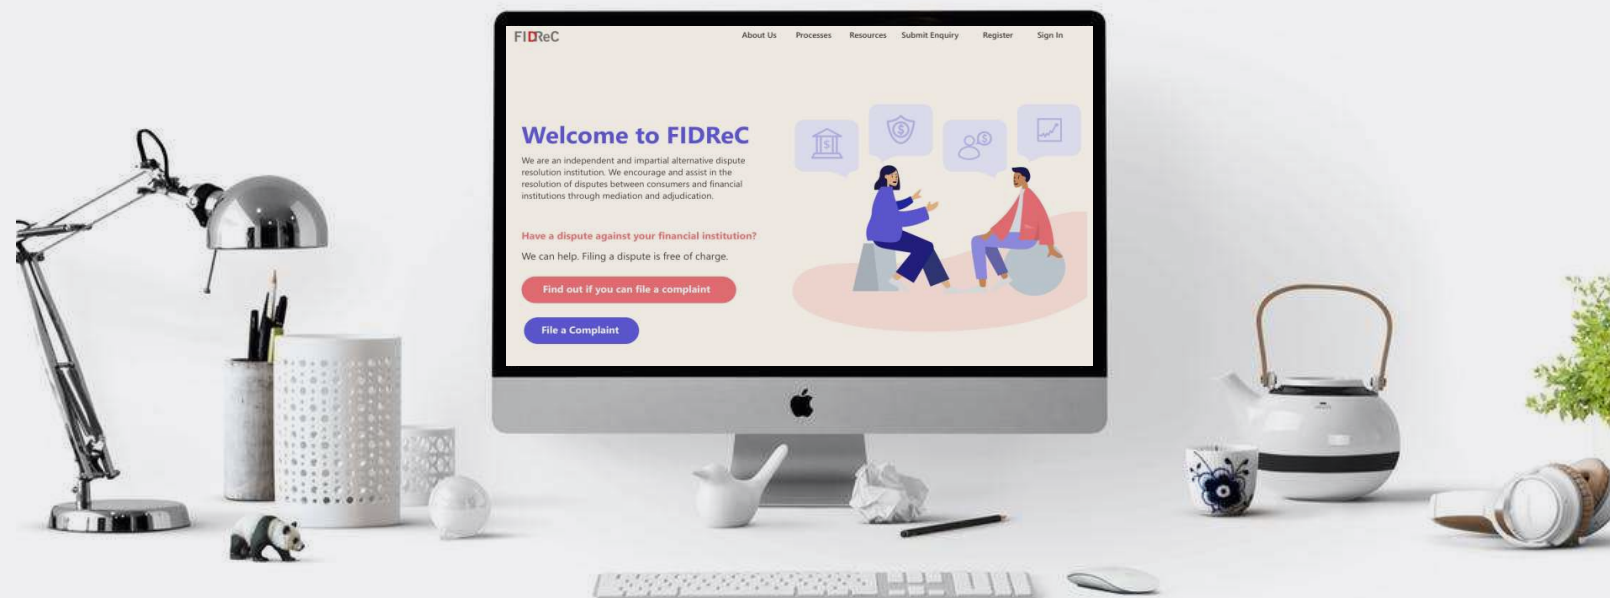 FIDReC
About Us Processes Resources Submit Enquiry Register Sign In
Welcome to FIDReC
We are an independent and impartial alternative dispute
resolution institution. We encourage and assist in the
resolution of disputes between consumers and financial
institutions through mediation and adjudication.
Have a dispute against your financial institution?
We can help. Filing a dispute is free of charge.
Find out if you can file a complaint
File a Complaint